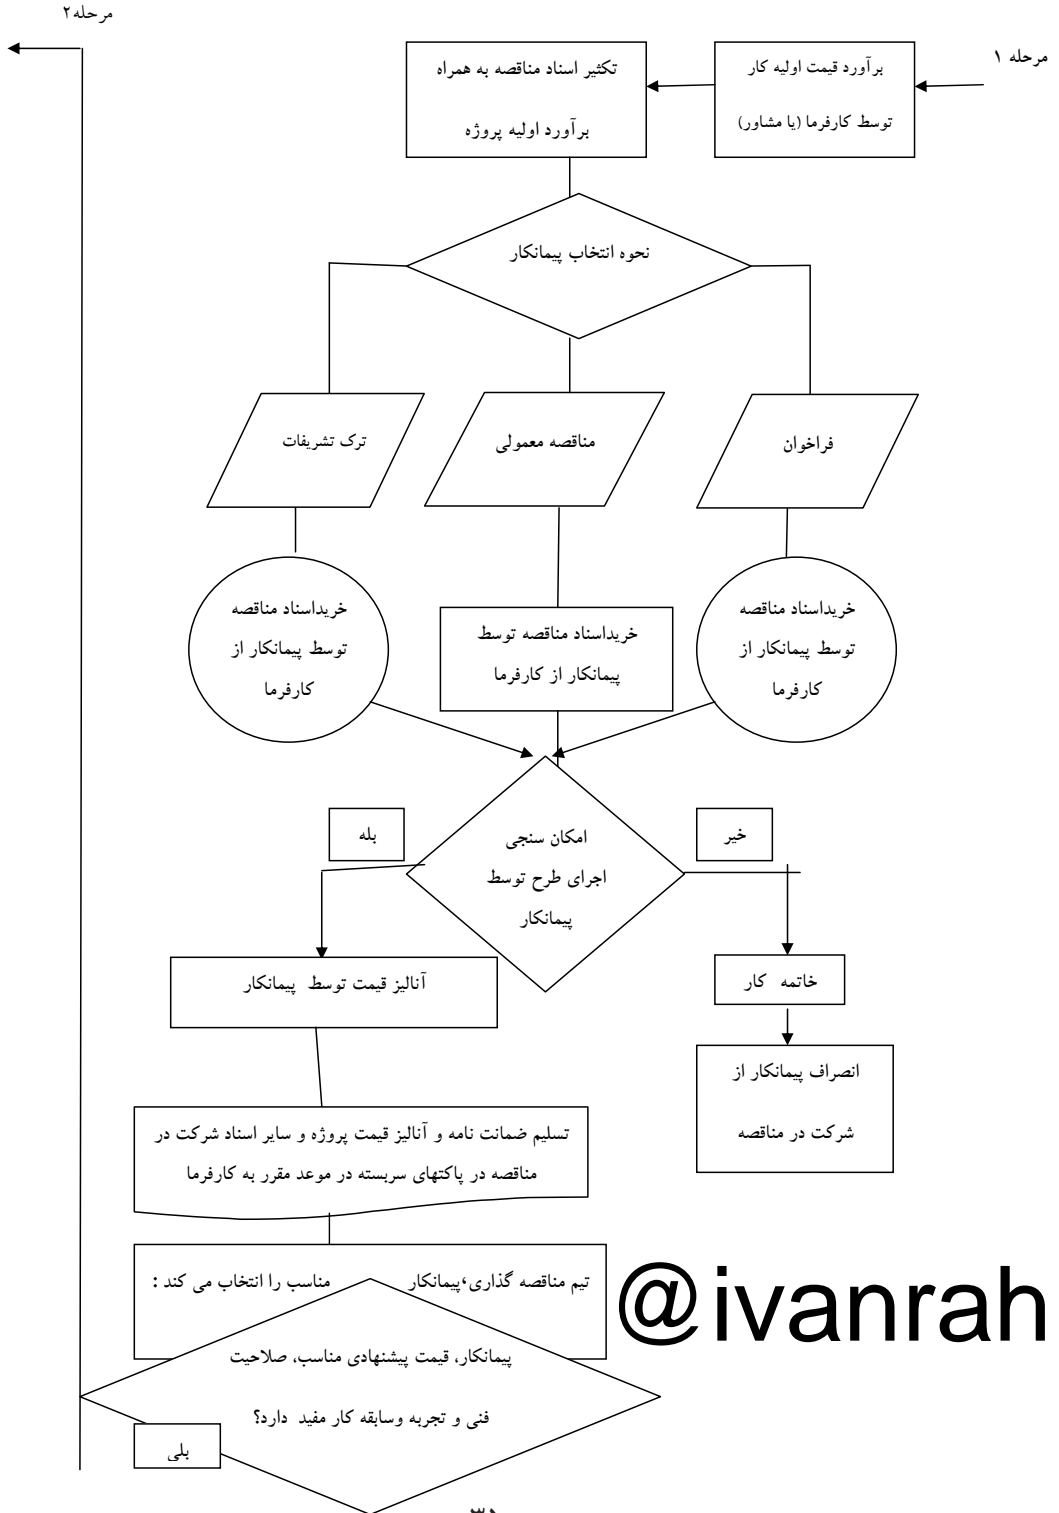 مرحله۲
مرحله ۱
برآورد قیمت اولیه کار
توسط کارفرما (یا مشاور)
تکثیر اسناد مناقصه به همراه
برآورد اولیه پروژه
نحوه انتخاب پیمانکار
فراخوان
مناقصه معمولی
ترک تشریفات
خریداسناد مناقصه
توسط پیمانکار از
کارفرما
خریداسناد مناقصه توسط
پیمانکار از کارفرما
خریداسناد مناقصه
توسط پیمانکار از
کارفرما
امکان سنجی
اجرای طرح توسط
پیمانکار
خیر
بله
خاتمه کار
انصراف پیمانکار از
شرکت در مناقصه
آنالیز قیمت توسط پیمانکار
تسلیم ضمانت نامه و آنالیز قیمت پروژه و سایر اسناد شرکت در
مناقصه در پاکتهای سربسته در موعد مقرر به کارفرما
تیم مناقصه گذاری،پیمانکار مناسب را انتخاب می کند :
پیمانکار، قیمت پیشنهادی مناسب، صلاحیت
فنی و تجربه وسابقه کار مفید دارد؟
بلی
@ivanrah